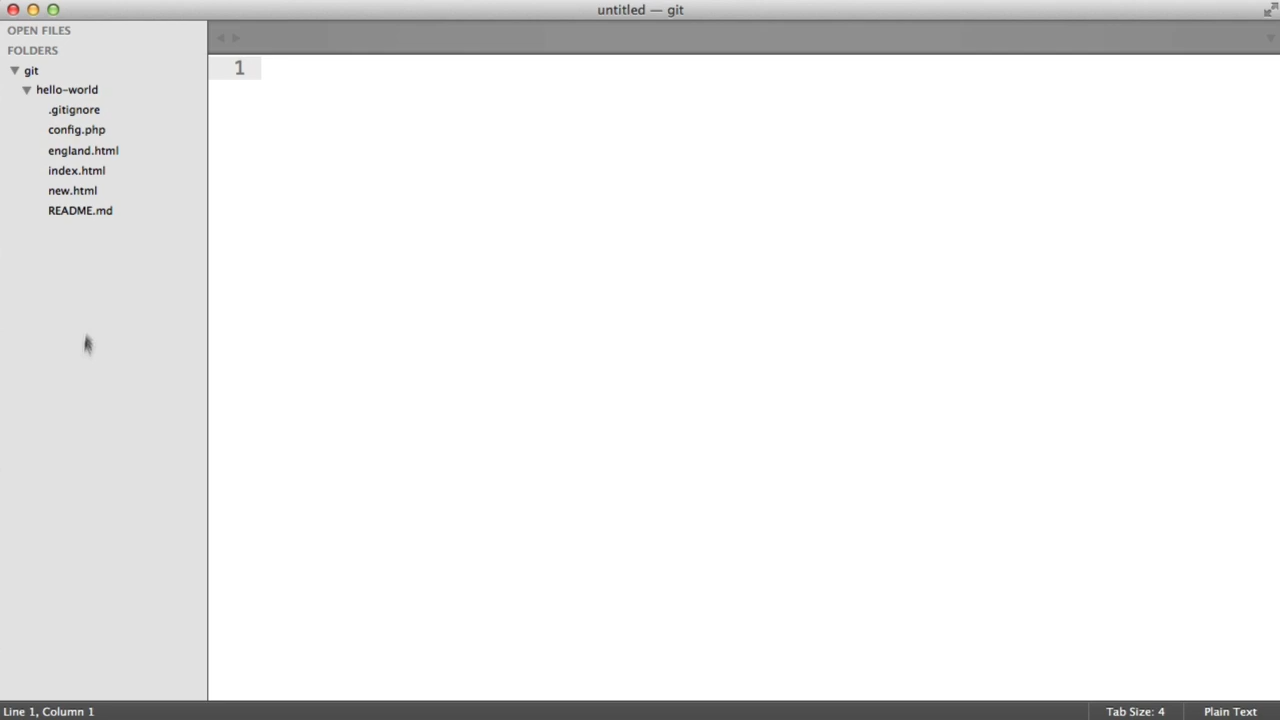 untitled — git
OPEN FILES
FOLDERS
git
hello-world
.gitignore
config.php
england.html
index.html
new.html
README.md
1
Line 1, Column 1
Tab Size: 4
Plain Text